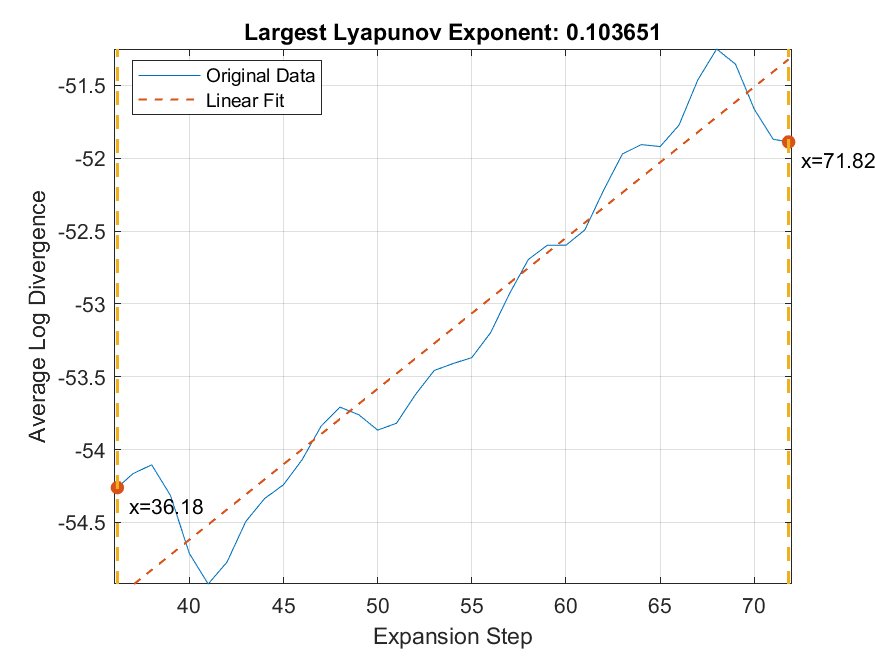 Largest Lyapunov Exponent: 0.103651
Original Data
Linear Fit
-51.5
-52
-52.5
-53
-53.5
-54
-54.5
Average Log Divergence
x=71.82
x=36.18
40 45 50 55 60 65 70
Expansion Step